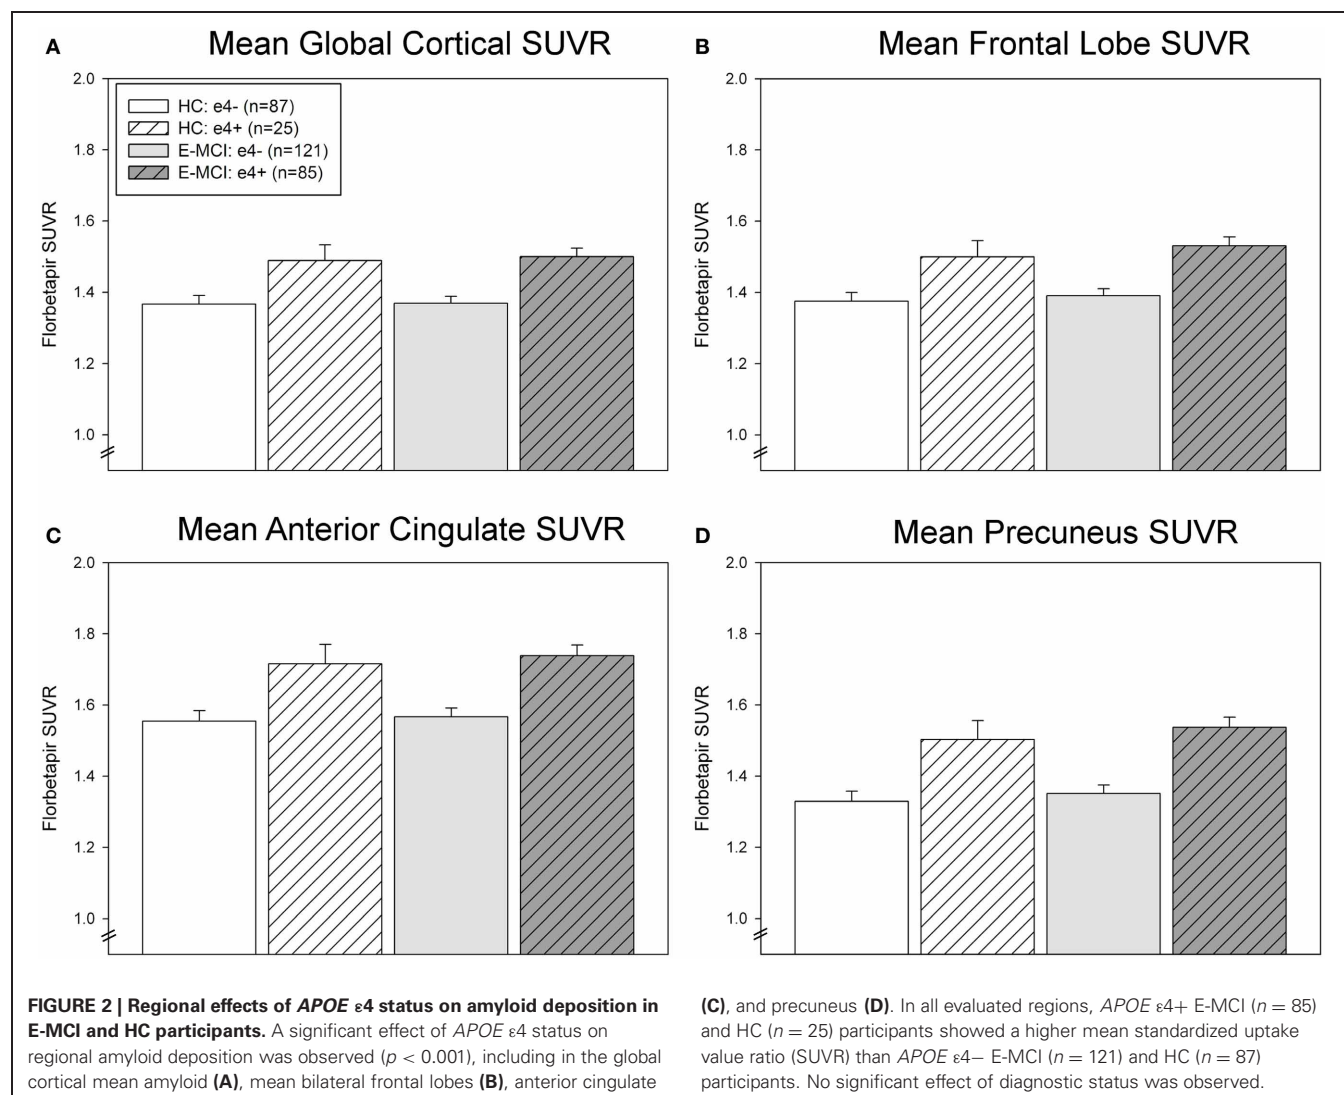 A
Mean Global Cortical SUVR
2.0
1.8
1.6
1.4
1.2
1.0
Florbetapir SUVR
HC: e4- (n=87)
HC: e4+ (n=25)
E-MCI: e4- (n=121)
E-MCI: e4+ (n=85)
B
Mean Frontal Lobe SUVR
2.0
1.8
1.6
1.4
1.2
1.0
Florbetapir SUVR
C
Mean Anterior Cingulate SUVR
2.0
1.8
1.6
1.4
1.2
1.0
Florbetapir SUVR
D
Mean Precuneus SUVR
2.0
1.8
1.6
1.4
1.2
1.0
Florbetapir SUVR
FIGURE 2 | Regional effects of APOE ε4 status on amyloid deposition in
E-MCI and HC participants. A significant effect of APOE ε4 status on
regional amyloid deposition was observed (p < 0.001), including in the global
cortical mean amyloid (A), mean bilateral frontal lobes (B), anterior cingulate
(C), and precuneus (D). In all evaluated regions, APOE ε4+ E-MCI (n = 85)
and HC (n = 25) participants showed a higher mean standardized uptake
value ratio (SUVR) than APOE ε4− E-MCI (n = 121) and HC (n = 87)
participants. No significant effect of diagnostic status was observed.